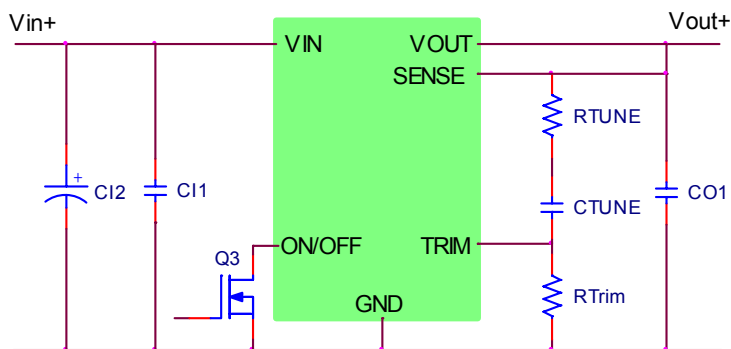 Vin+
Vout+
VIN
VOUT
SENSE
RTUNE
+
CI2
CI1
CTUNE
CO1
Q3
ON/OFF
TRIM
RTrim
GND